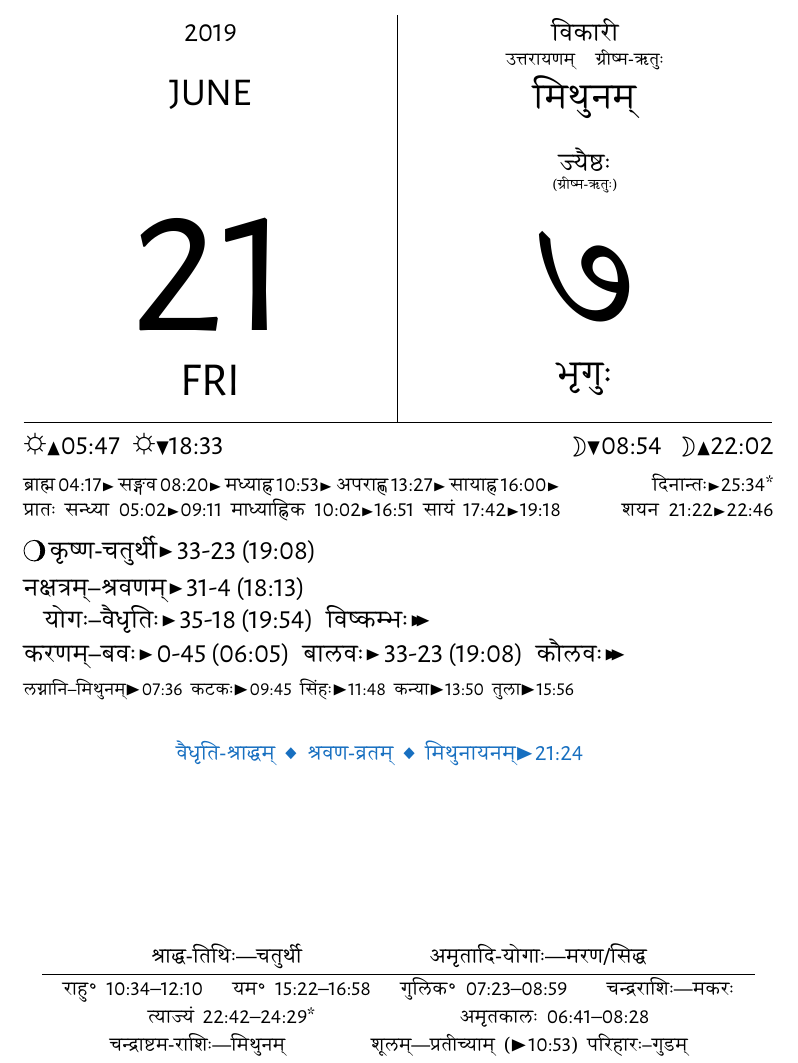 2019
JUNE
21
FRI
विकारी
उत्तरायणम् ग्रीष्म-ऋतुः
मिथुनम्
ज्यैष्ठः
(ग्रीष्म-ऋतुः)
७
भृगुः
☼▲05:47 ☼▼18:33 ☽▼08:54 ☽▲22:02
ब्राह्म 04:17► सङ्गव 08:20► मध्याह्न 10:53► अपराह्ण 13:27► सायाह्न 16:00► दिनान्तः►25:34*
प्रातः सन्ध्या 05:02►09:11 माध्याह्निक 10:02►16:51 सायं 17:42►19:18 शयन 21:22►22:46
कृष्ण-चतुर्थी►33-23 (19:08)
नक्षत्रम्–श्रवणम्►31-4 (18:13)
योगः–वैधृतिः►35-18 (19:54) विष्कम्भः►►
करणम्–बवः►0-45 (06:05) बालवः►33-23 (19:08) कौलवः►►
लग्नानि–मिथुनम्►07:36 कटकः►09:45 सिंहः►11:48 कन्या►13:50 तुला►15:56
वैधृति-श्राद्धम् ◆ श्रवण-व्रतम् ◆ मिथुनायनम्►21:24
श्राद्ध-तिथिः—चतुर्थी अमृतादि-योगाः—मरण/सिद्ध
राहु° 10:34–12:10 यम° 15:22–16:58 गुलिक° 07:23–08:59 चन्द्रराशिः—मकरः
त्याज्यं 22:42–24:29* अमृतकालः 06:41–08:28
चन्द्राष्टम-राशिः—मिथुनम् शूलम्—प्रतीच्याम् (►10:53) परिहारः–गुडम्